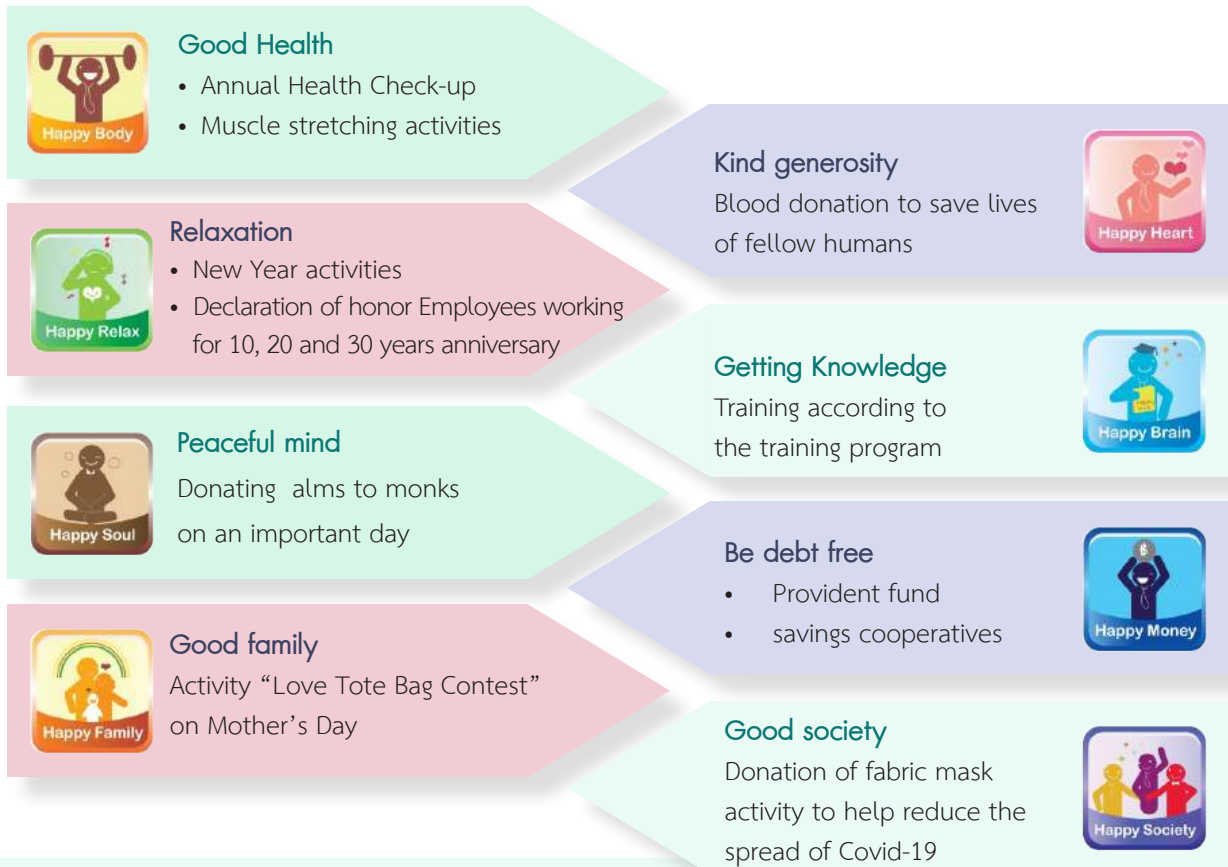 Good Health
• Annual Health Check-up
• Muscle stretching activities
Happy Body
Kind generosity
Blood donation to save lives
of fellow humans
Happy Heart
Relaxation
• New Year activities
• Declaration of honor Employees working
for 10, 20 and 30 years anniversary
Happy Relax
Getting Knowledge
Training according to
the training program
Happy Brain
Peaceful mind
Donating alms to monks
on an important day
Happy Soul
Be debt free
• Provident fund
• savings cooperatives
฿
Happy Money
Good family
Activity “Love Tote Bag Contest”
on Mother’s Day
Happy Family
Good society
Donation of fabric mask
activity to help reduce the
spread of Covid-19
Happy Society